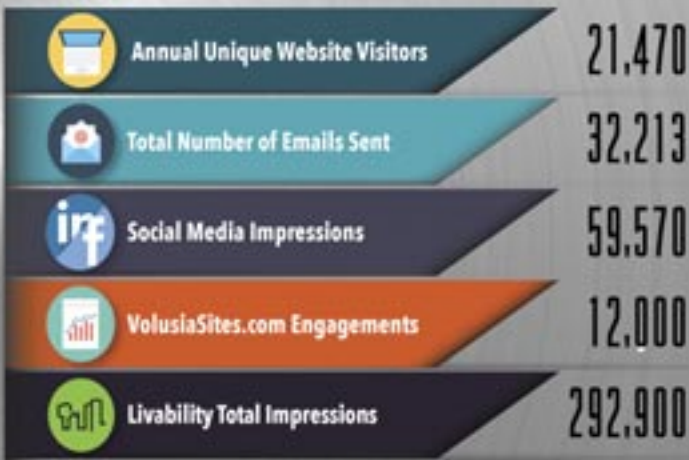 Annual Unique Website Visitors 21,470
Total Number of Emails Sent 32,213
in f Social Media Impressions 59,570
VolusiaSites.com Engagements 12,000
Livability Total Impressions 292,900